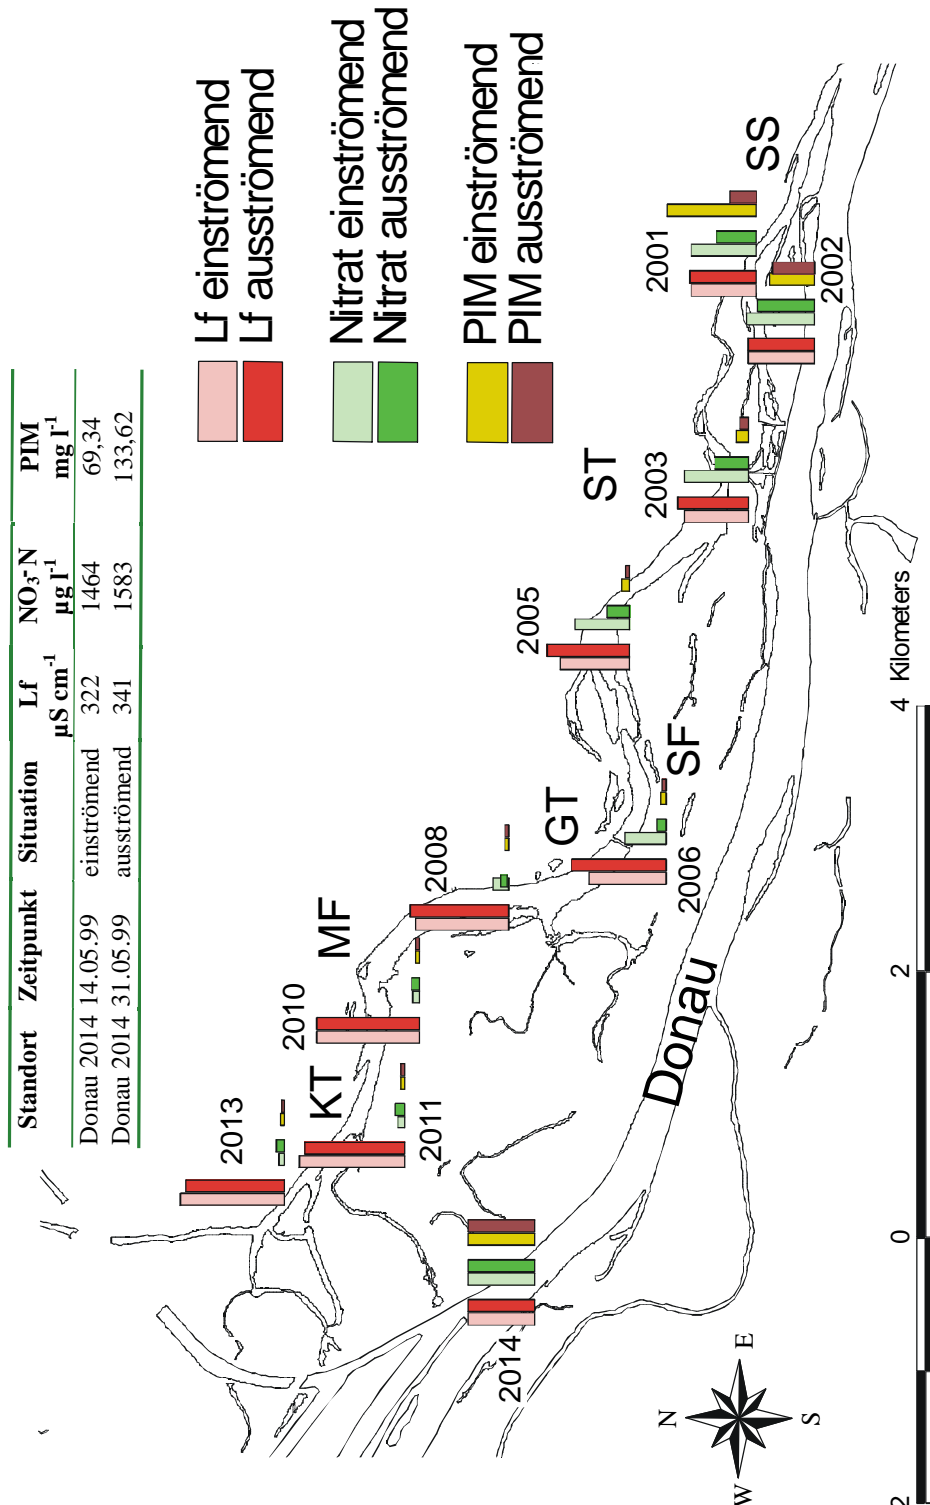 Standort Zeitpunkt Situation Lf NO₃-N PIM
µS cm⁻¹ µg l⁻¹ mg l⁻¹
Donau 2014 14.05.99 einströmend 322 1464 69,34
Donau 2014 31.05.99 ausströmend 341 1583 133,62
Lf einströmend
Lf ausströmend
Nitrat einströmend
Nitrat ausströmend
PIM einströmend
PIM ausströmend
2013
KT
2011
2010
MF
2008
GT
2006
SF
2005
ST
2003
2001
SS
2002
2014
Donau
N
W
E
S
2
0
2
4
Kilometers